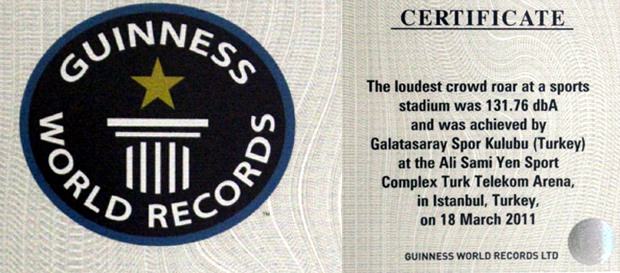 GUINNESS
WORLD RECORDS
TM
CERTIFICATE
The loudest crowd roar at a sports
stadium was 131.76 dbA
and was achieved by
Galatasaray Spor Kulubu (Turkey)
at the Ali Sami Yen Sport
Complex Turk Telekom Arena,
in Istanbul, Turkey,
on 18 March 2011
GUINNESS WORLD RECORDS LTD